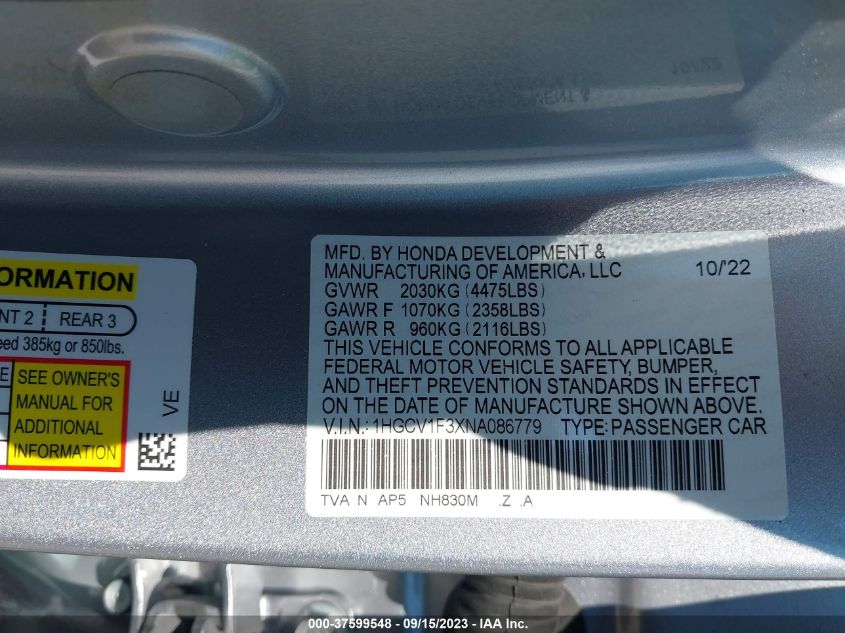 ORMATION
NT 2 REAR 3
eed 385kg or 850lbs.
E SEE OWNER'S
MANUAL FOR
ADDITIONAL
INFORMATION
VE
MFD. BY HONDA DEVELOPMENT &
MANUFACTURING OF AMERICA, LLC 10/'22
GVWR 2030KG (4475LBS)
GAWR F 1070KG (2358LBS)
GAWR R 960KG (2116LBS)
THIS VEHICLE CONFORMS TO ALL APPLICABLE
FEDERAL MOTOR VEHICLE SAFETY, BUMPER,
AND THEFT PREVENTION STANDARDS IN EFFECT
ON THE DATE OF MANUFACTURE SHOWN ABOVE.
V.I.N.: 1HGCV1F3XNA086779 TYPE: PASSENGER CAR
TVA N AP5 NH830M .Z .A
000-37599548 - 09/15/2023 - IAA Inc.